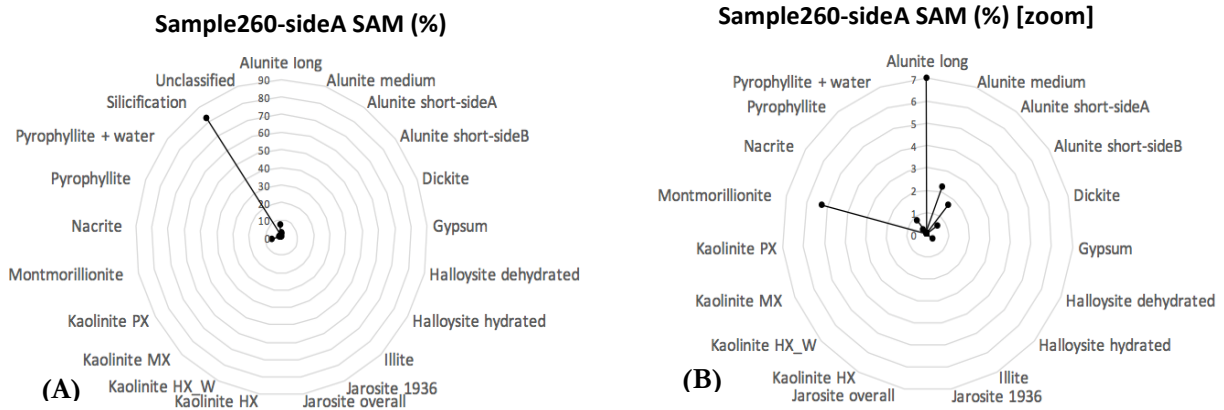 Sample260-sideA SAM (%)
Alunite long
Alunite medium
Alunite short-sideA
Alunite short-sideB
Dickite
Gypsum
Halloysite dehydrated
Halloysite hydrated
Illite
Jarosite 1936
Jarosite overall
Kaolinite HX
Kaolinite HX_W
Kaolinite MX
Kaolinite PX
Montmorillionite
Nacrite
Pyrophyllite
Pyrophyllite + water
Silicification
Unclassified
90
80
70
60
50
40
30
20
10
0
(A)
Sample260-sideA SAM (%) [zoom]
Alunite long
Alunite medium
Alunite short-sideA
Alunite short-sideB
Dickite
Gypsum
Halloysite dehydrated
Halloysite hydrated
Illite
Jarosite 1936
Jarosite overall
Kaolinite HX
Kaolinite HX_W
Kaolinite MX
Kaolinite PX
Montmorillionite
Nacrite
Pyrophyllite
Pyrophyllite + water
7
6
5
4
3
2
1
0
(B)